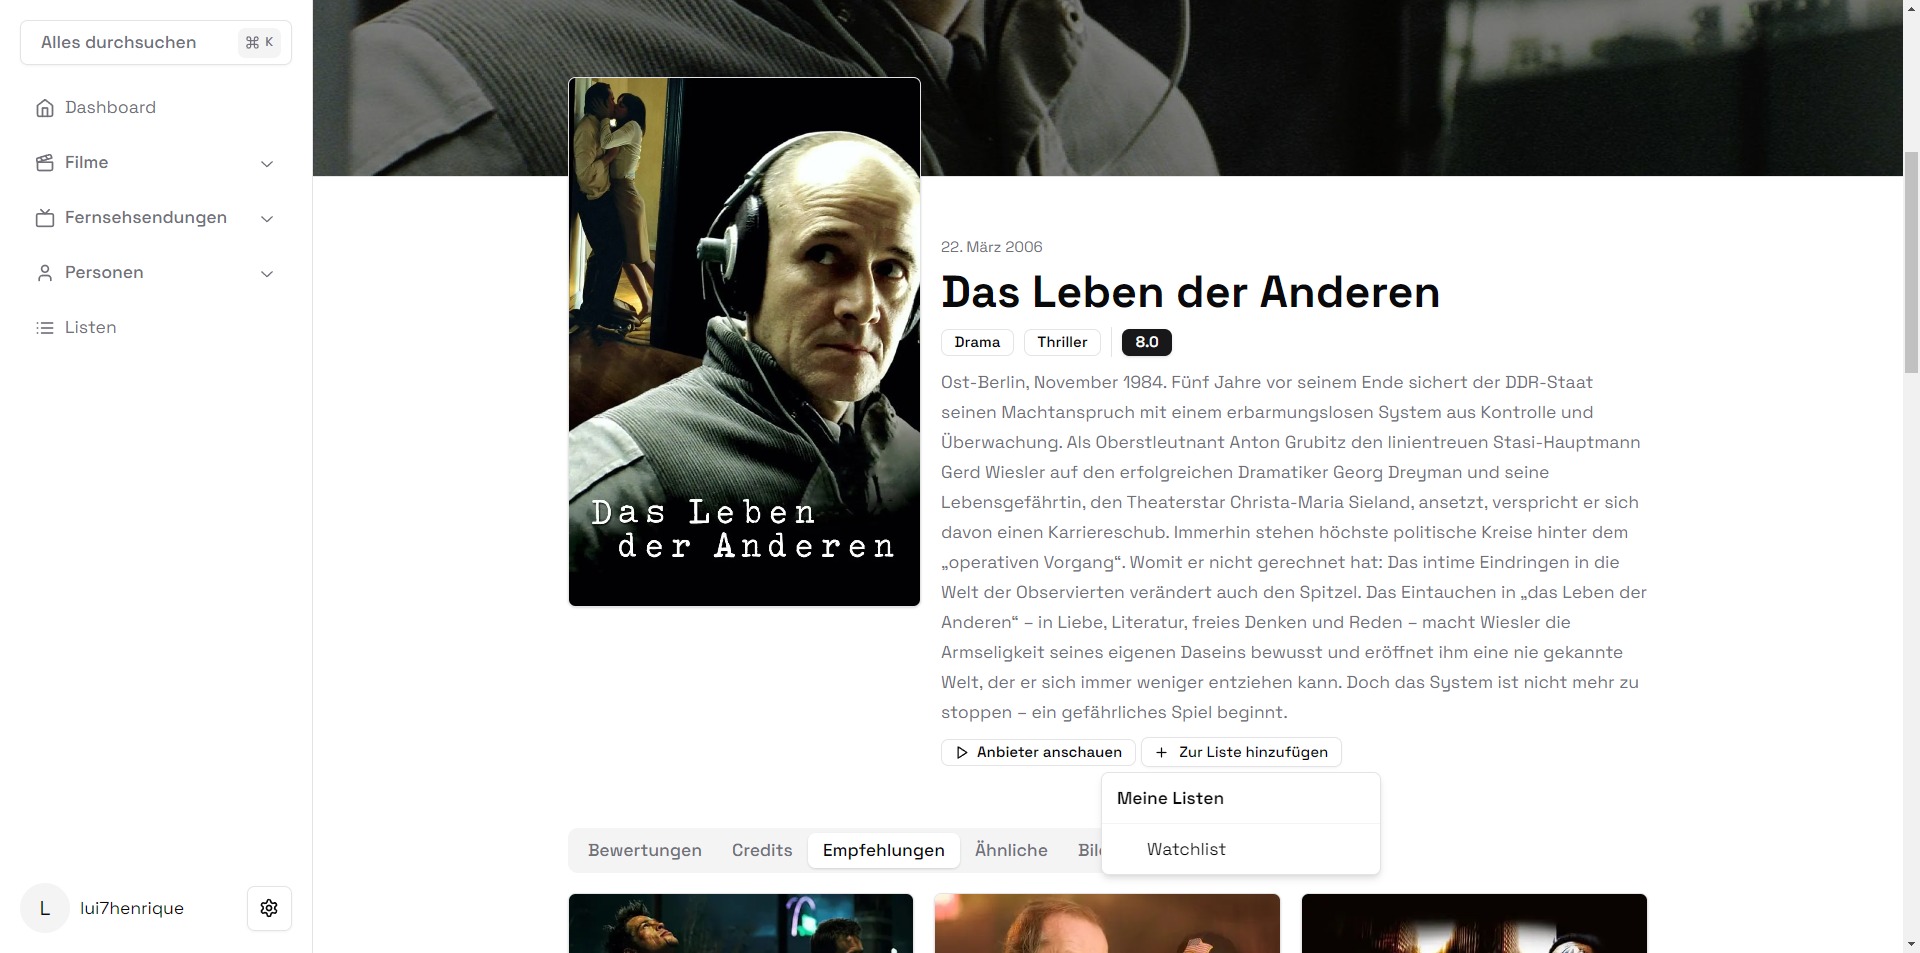 Alles durchsuchen ⌘ K
Dashboard
Filme
Fernsehsendungen
Personen
Listen
lui7henrique
L
Das Leben
der Anderen
22. März 2006
Das Leben der Anderen
Drama Thriller 8.0
Ost-Berlin, November 1984. Fünf Jahre vor seinem Ende sichert der DDR-Staat
seinen Machtanspruch mit einem erbarmungslosen System aus Kontrolle und
Überwachung. Als Oberstleutnant Anton Grubitz den linientreuen Stasi-Hauptmann
Gerd Wiesler auf den erfolgreichen Dramatiker Georg Dreyman und seine
Lebensgefährtin, den Theaterstar Christa-Maria Sieland, ansetzt, verspricht er sich
davon einen Karriereschub. Immerhin stehen höchste politische Kreise hinter dem
„operativen Vorgang“. Womit er nicht gerechnet hat: Das intime Eindringen in die
Welt der Observierten verändert auch den Spitzel. Das Eintauchen in „das Leben der
Anderen“ – in Liebe, Literatur, freies Denken und Reden – macht Wiesler die
Armseligkeit seines eigenen Daseins bewusst und eröffnet ihm eine nie gekannte
Welt, der er sich immer weniger entziehen kann. Doch das System ist nicht mehr zu
stoppen – ein gefährliches Spiel beginnt.
Anbieter anschauen + Zur Liste hinzufügen
Meine Listen
Watchlist
Bewertungen Credits Empfehlungen Ähnliche